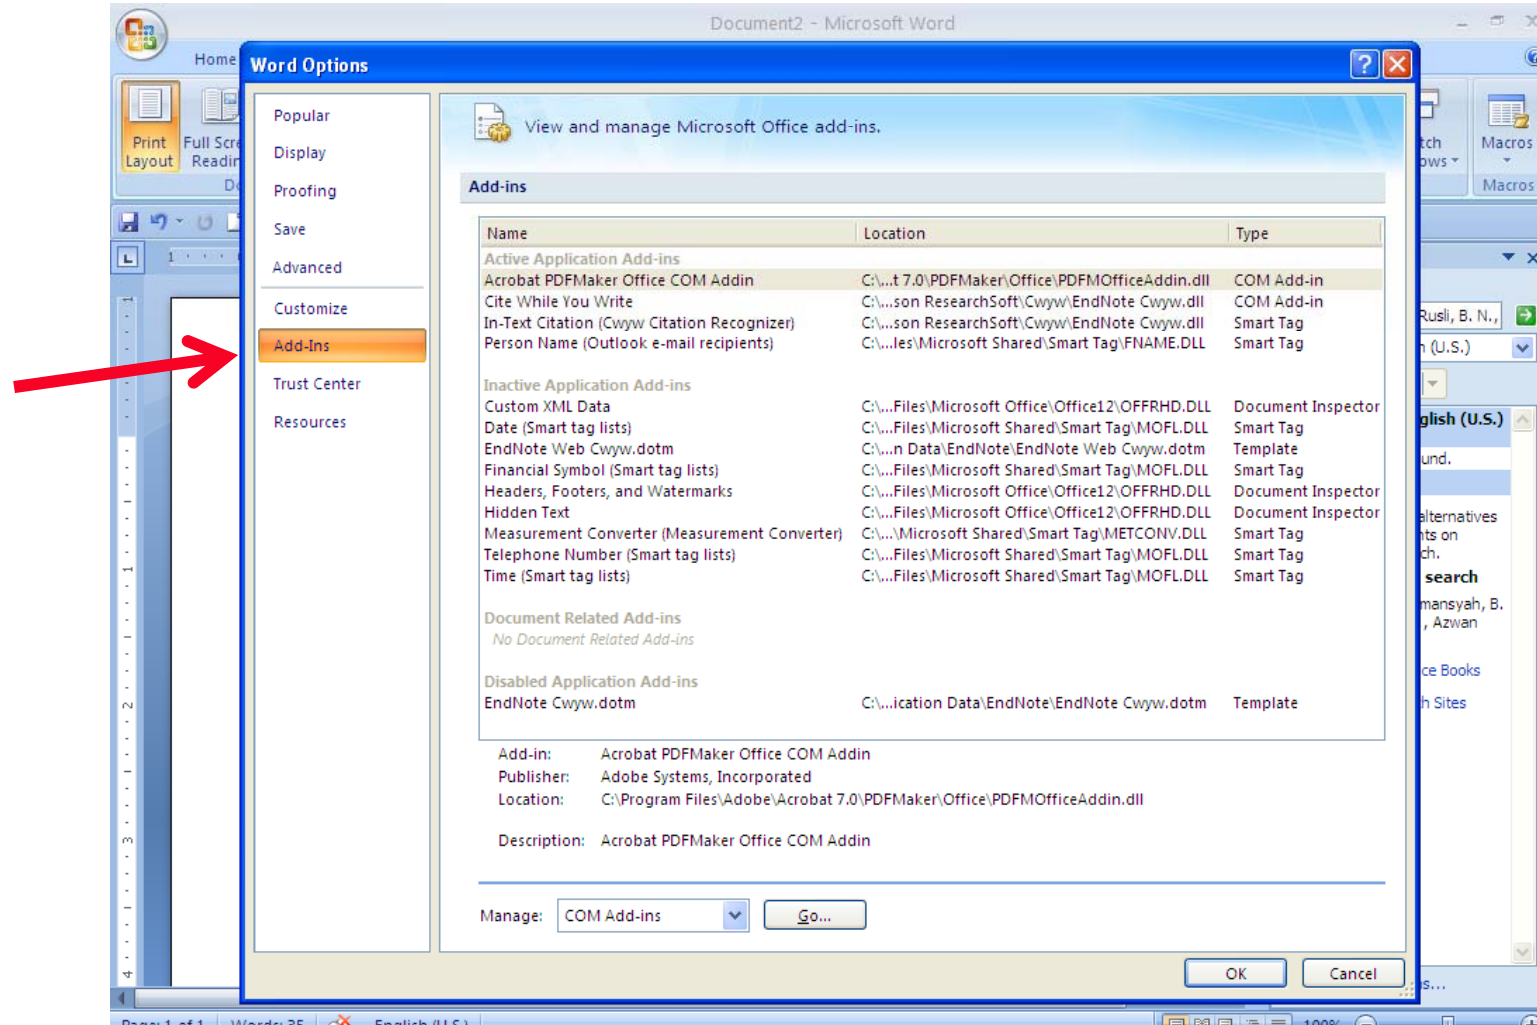 Document2 - Microsoft Word
Home
Word Options
Print Layout
Full Scre
Readin
Macros
Macros
Popular
Display
Proofing
Save
Advanced
Customize
Add-Ins
Trust Center
Resources
View and manage Microsoft Office add-ins.
Add-ins
Name Location Type
Active Application Add-ins
Acrobat PDFMaker Office COM Addin C:\...t 7.0\PDFMaker\Office\PDFMOfficeAddin.dll COM Add-in
Cite While You Write C:\...son ResearchSoft\Cwyw\EndNote Cwyw.dll COM Add-in
In-Text Citation (Cwyw Citation Recognizer) C:\...son ResearchSoft\Cwyw\EndNote Cwyw.dll Smart Tag
Person Name (Outlook e-mail recipients) C:\...les\Microsoft Shared\Smart Tag\FNAME.DLL Smart Tag
Inactive Application Add-ins
Custom XML Data C:\...Files\Microsoft Office\Office12\OFFRHD.DLL Document Inspector
Date (Smart tag lists) C:\...Files\Microsoft Shared\Smart Tag\MOFL.DLL Smart Tag
EndNote Web Cwyw.dotm C:\...n Data\EndNote\EndNote Web Cwyw.dotm Template
Financial Symbol (Smart tag lists) C:\...Files\Microsoft Shared\Smart Tag\MOFL.DLL Smart Tag
Headers, Footers, and Watermarks C:\...Files\Microsoft Office\Office12\OFFRHD.DLL Document Inspector
Hidden Text C:\...Files\Microsoft Office\Office12\OFFRHD.DLL Document Inspector
Measurement Converter (Measurement Converter) C:\...\Microsoft Shared\Smart Tag\METCONV.DLL Smart Tag
Telephone Number (Smart tag lists) C:\...Files\Microsoft Shared\Smart Tag\MOFL.DLL Smart Tag
Time (Smart tag lists) C:\...Files\Microsoft Shared\Smart Tag\MOFL.DLL Smart Tag
Document Related Add-ins
No Document Related Add-ins
Disabled Application Add-ins
EndNote Cwyw.dotm C:\...ication Data\EndNote\EndNote Cwyw.dotm Template
Add-in: Acrobat PDFMaker Office COM Addin
Publisher: Adobe Systems, Incorporated
Location: C:\Program Files\Adobe\Acrobat 7.0\PDFMaker\Office\PDFMOfficeAddin.dll
Description: Acrobat PDFMaker Office COM Addin
Manage: COM Add-ins Go...
OK Cancel
Rusli, B. N.,
(U.S.)
glish (U.S.)
und.
alternatives
nts on
ch.
search
mansyah, B.
, Azwan
ce Books
h Sites
Page: 1 of 1 Words: 35 English (U.S.) 100%